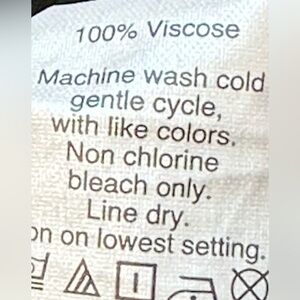 100% Viscose
Machine wash cold
gentle cycle,
with like colors.
Non chlorine
bleach only.
Line dry.
on on lowest setting.